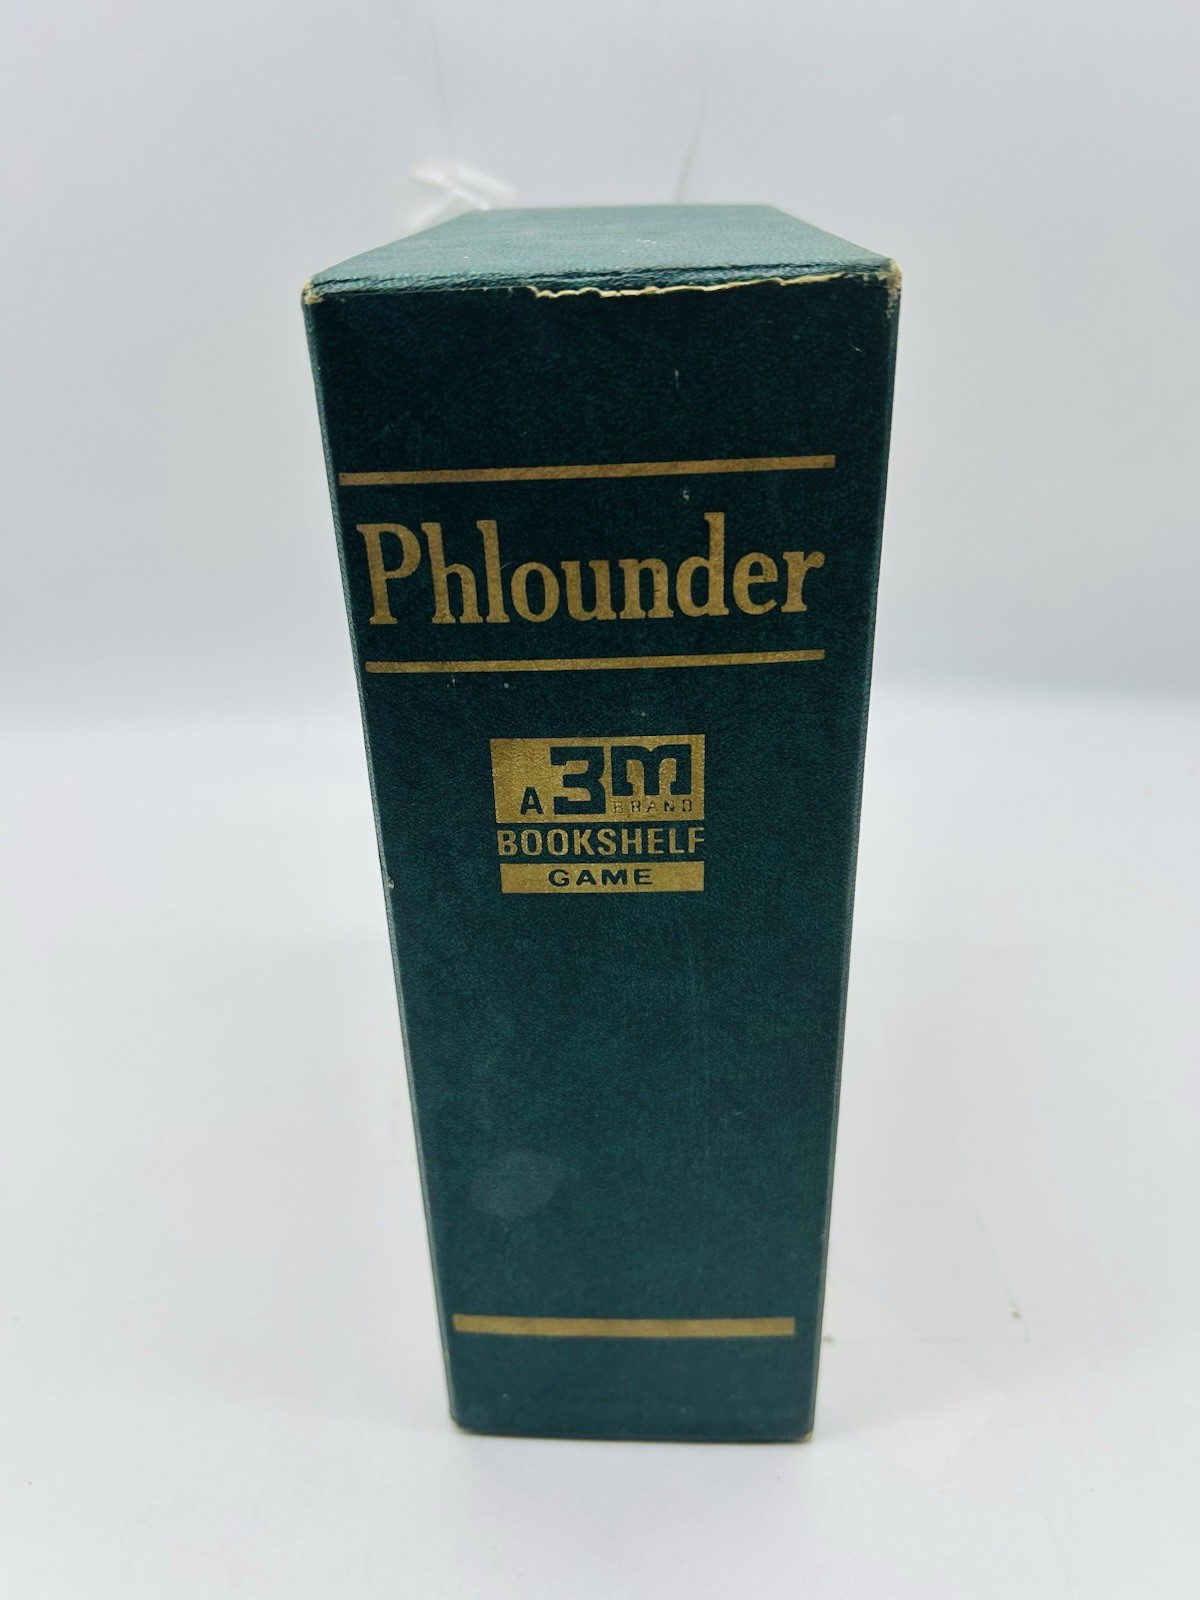 Phlounder
A 3M
BRAND
BOOKSHELF
GAME